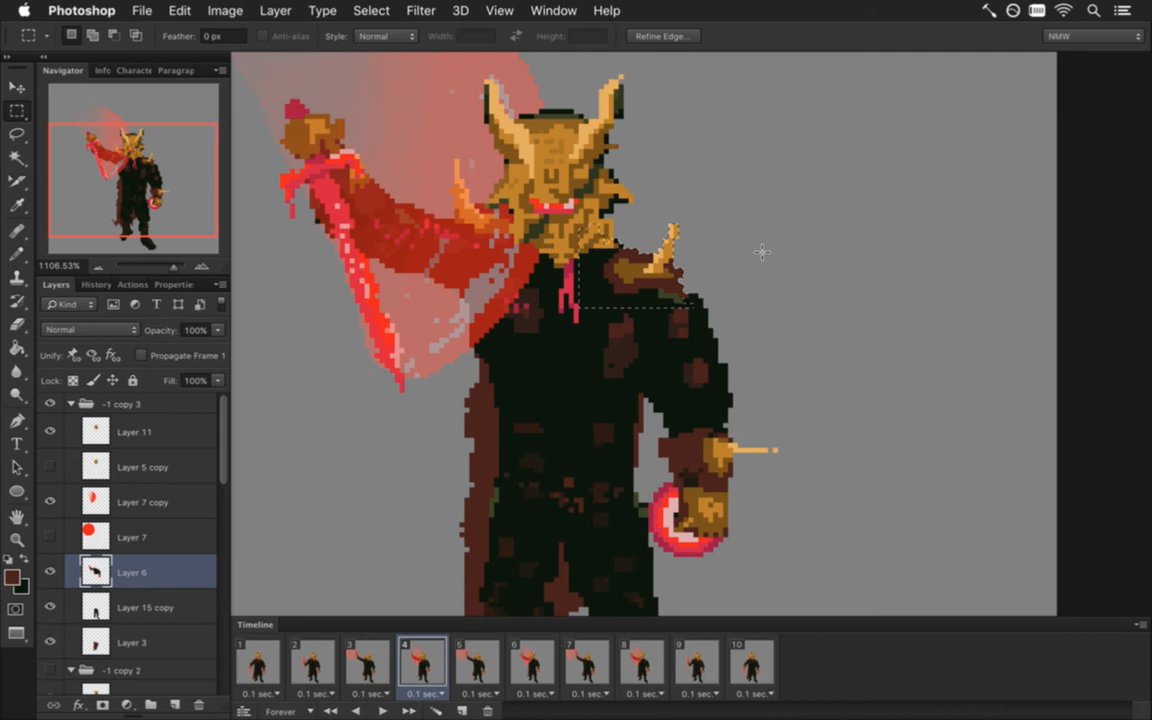 Photoshop File Edit Image Layer Type Select Filter 3D View Window Help
Feather: 0 px Anti-alias Style: Normal Width: Height: Refine Edge... NMW
Navigator Info Characte Paragrap
1106.53%
Layers History Actions Propertie
Kind
Normal Opacity: 100%
Unify: Propagate Frame 1
Lock: Fill: 100%
-1 copy 3
Layer 11
Layer 5 copy
Layer 7 copy
Layer 7
Layer 6
Layer 15 copy
Layer 3
-1 copy 2
Timeline
1 2 3 4 5 6 7 8 9 10
0.1 sec. 0.1 sec. 0.1 sec. 0.1 sec. 0.1 sec. 0.1 sec. 0.1 sec. 0.1 sec. 0.1 sec. 0.1 sec.
Forever